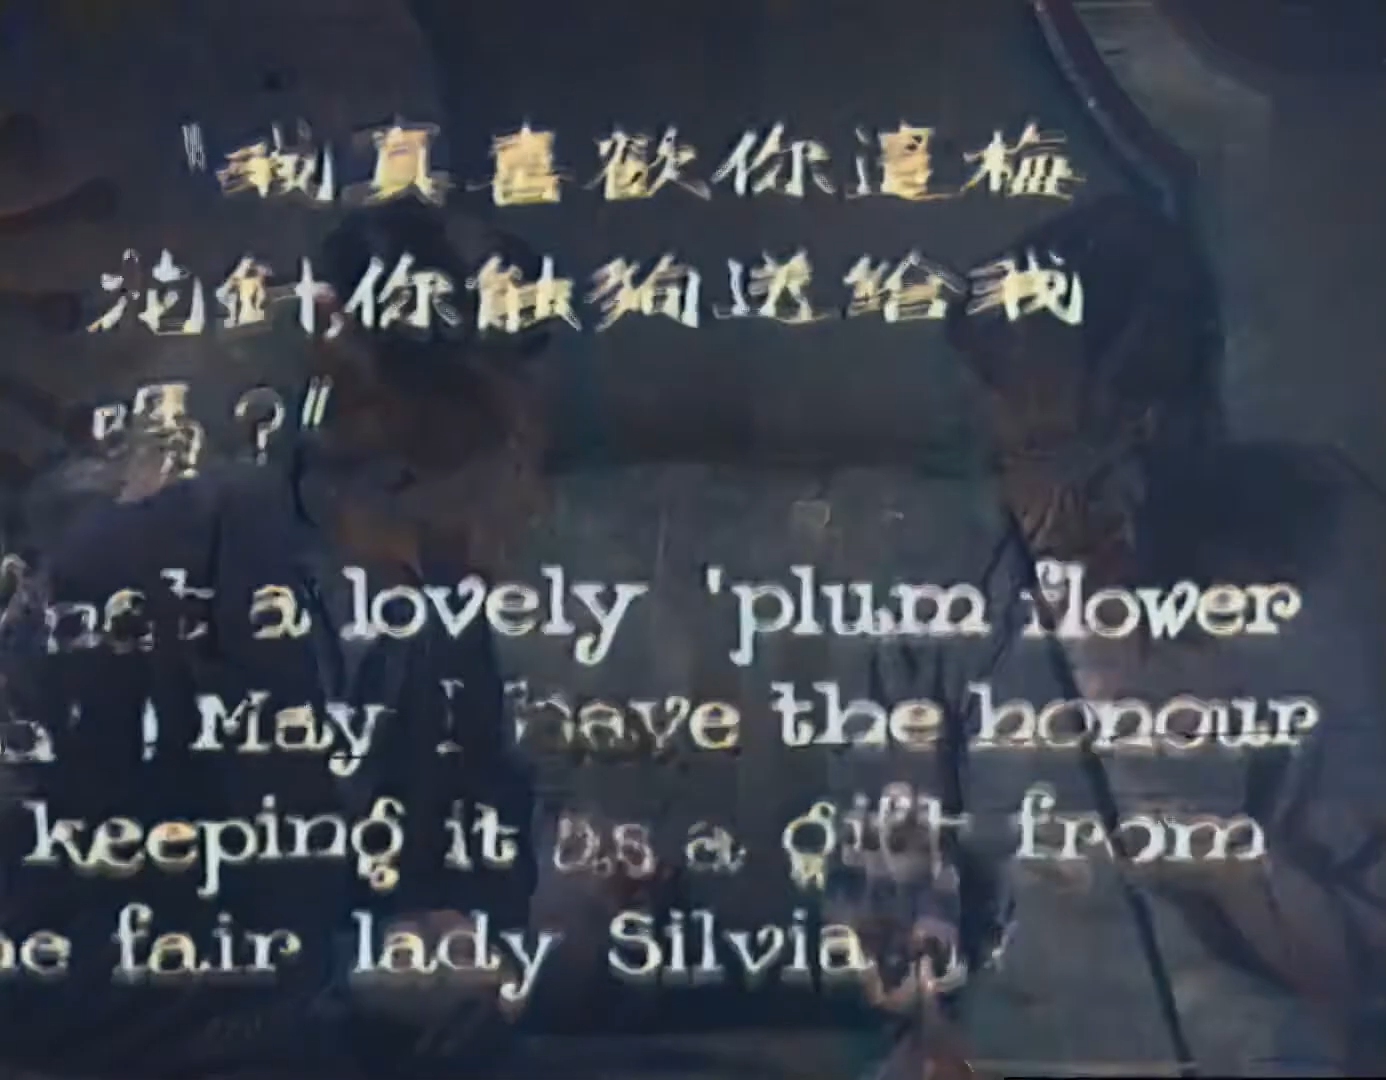 "我真喜歡你這梅
花針,你能夠送給我
嗎?"
a lovely 'plum flower
! May I have the honour
keeping it as a gift from
fair lady Silvia